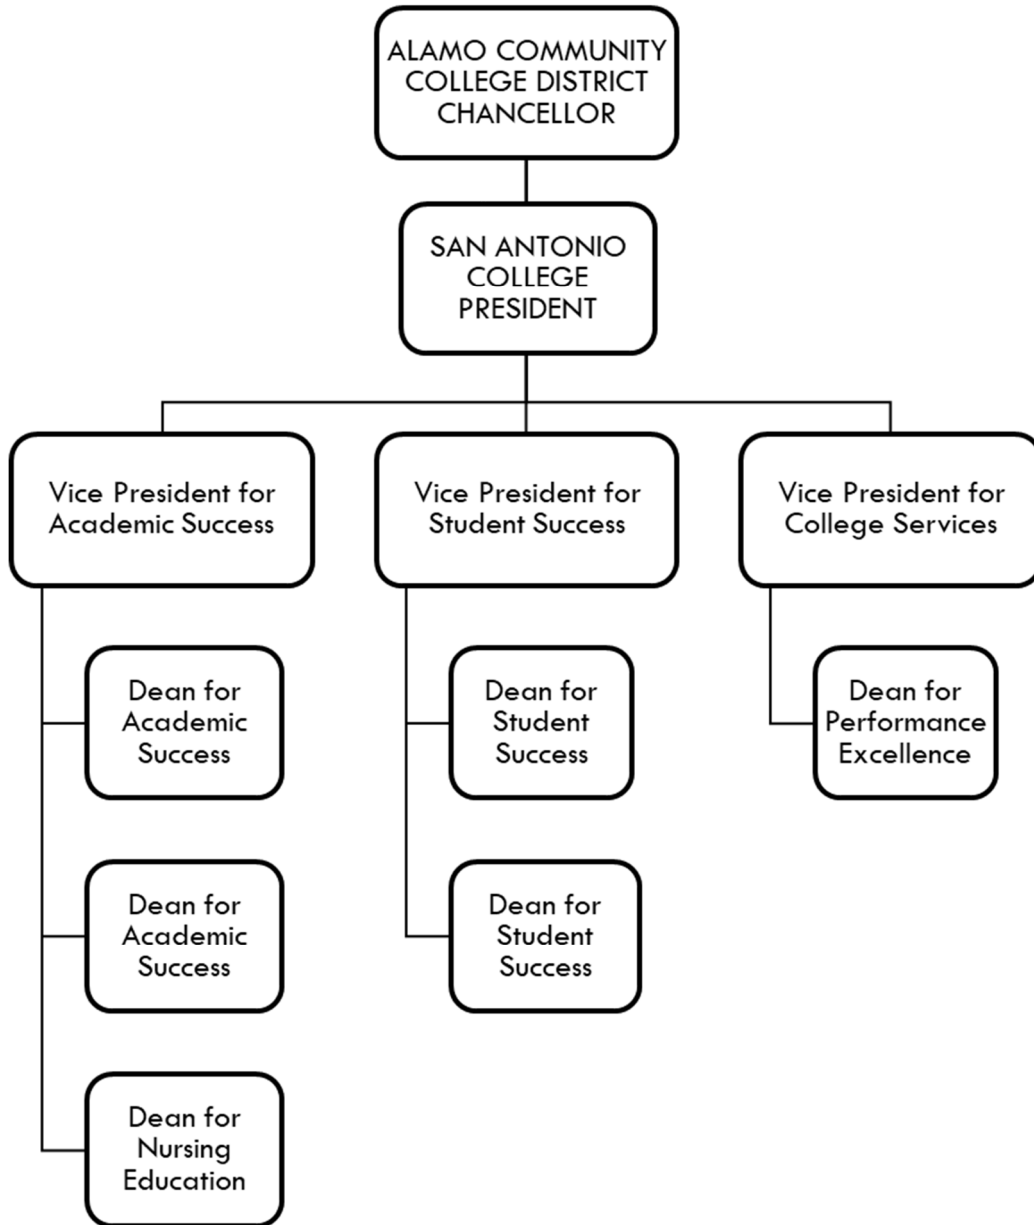 ALAMO COMMUNITY
COLLEGE DISTRICT
CHANCELLOR
SAN ANTONIO
COLLEGE
PRESIDENT
Vice President for
Academic Success
Vice President for
Student Success
Vice President for
College Services
Dean for
Academic
Success
Dean for
Student
Success
Dean for
Performance
Excellence
Dean for
Academic
Success
Dean for
Student
Success
Dean for
Nursing
Education